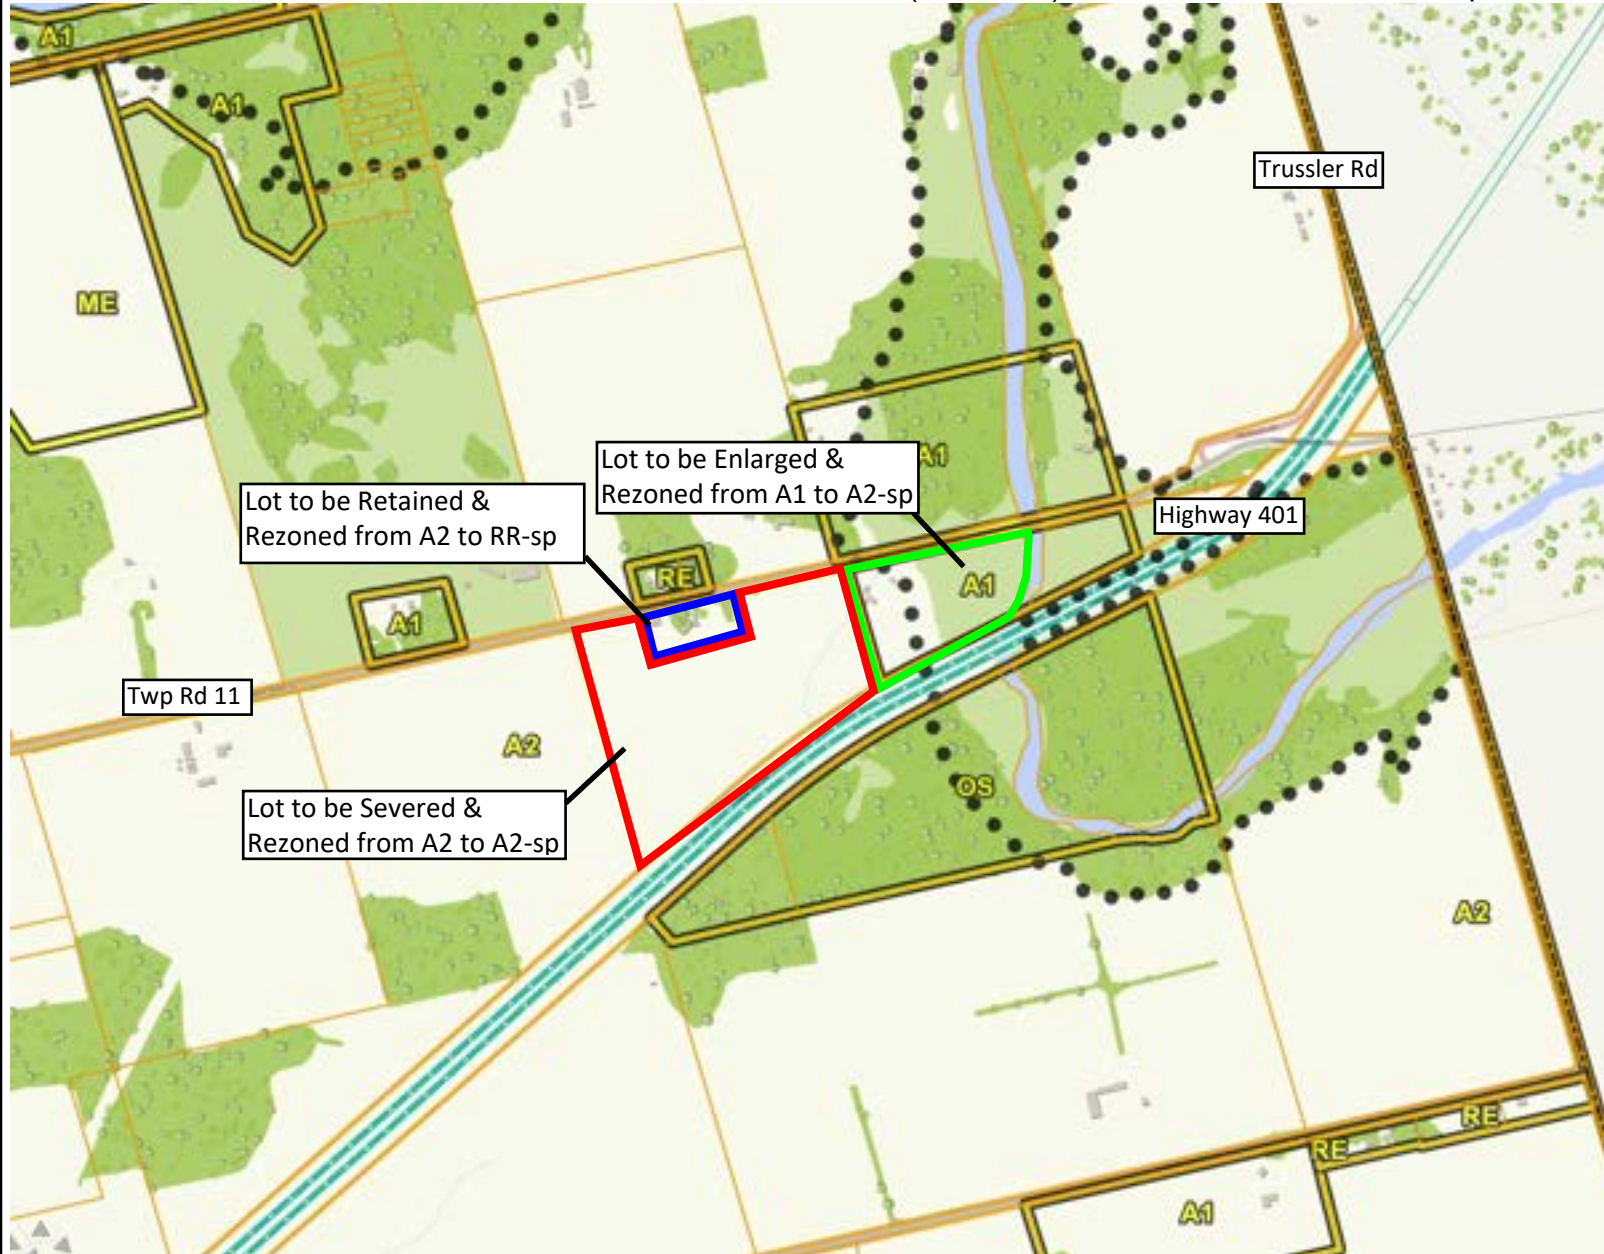 A1
A1
Trussler Rd
ME
Lot to be Enlarged &
Rezoned from A1 to A2-sp
A1
Lot to be Retained &
Rezoned from A2 to RR-sp
Highway 401
RE
A1
A1
Twp Rd 11
A2
OS
Lot to be Severed &
Rezoned from A2 to A2-sp
A2
RE
RE
A1